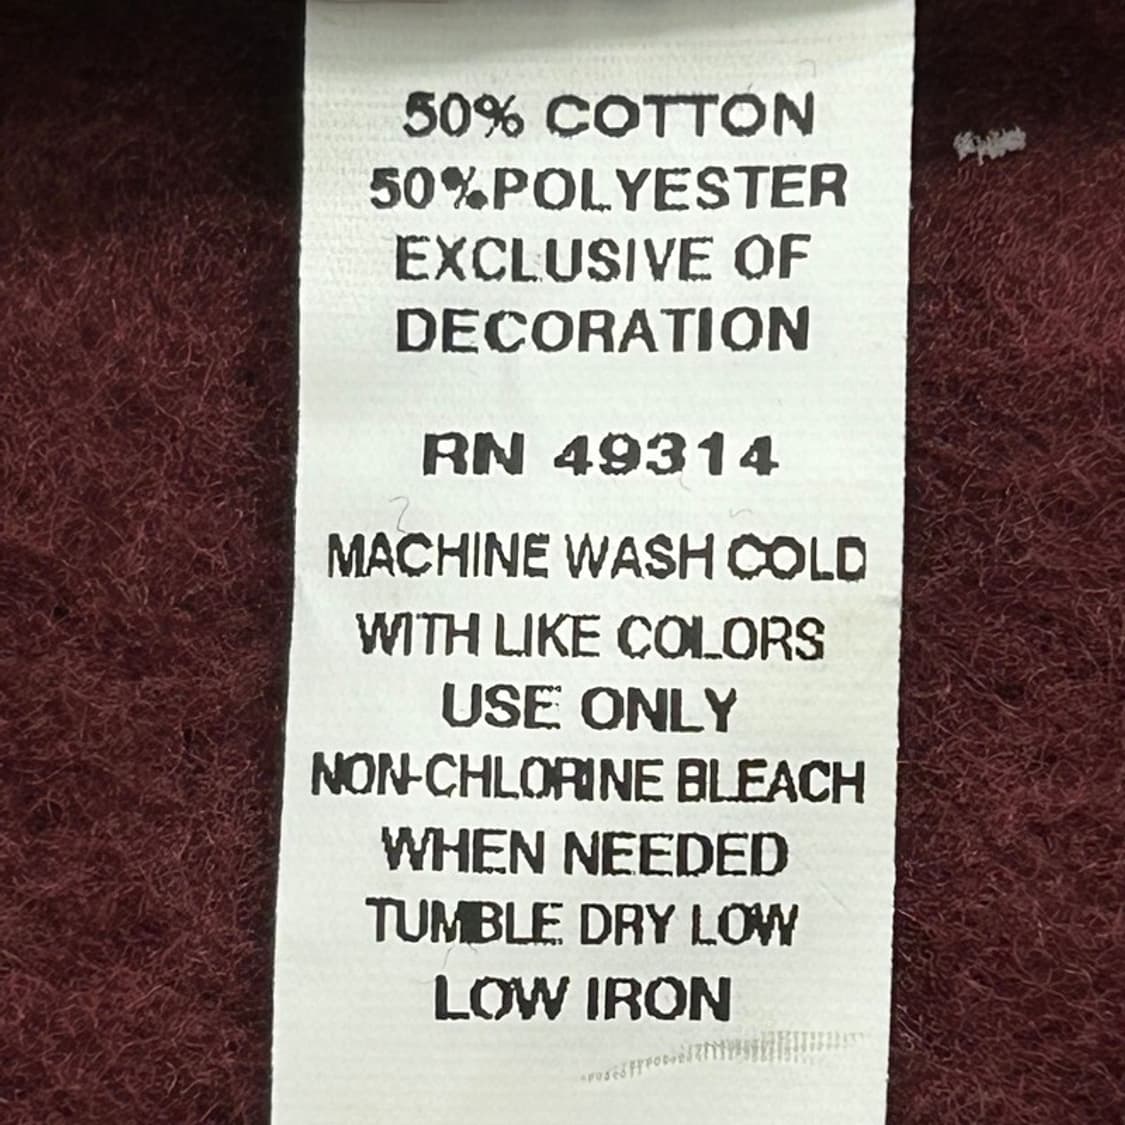 50% COTTON
50%POLYESTER
EXCLUSIVE OF
DECORATION
RN 49314
MACHINE WASH COLD
WITH LIKE COLORS
USE ONLY
NON-CHLORINE BLEACH
WHEN NEEDED
TUMBLE DRY LOW
LOW IRON